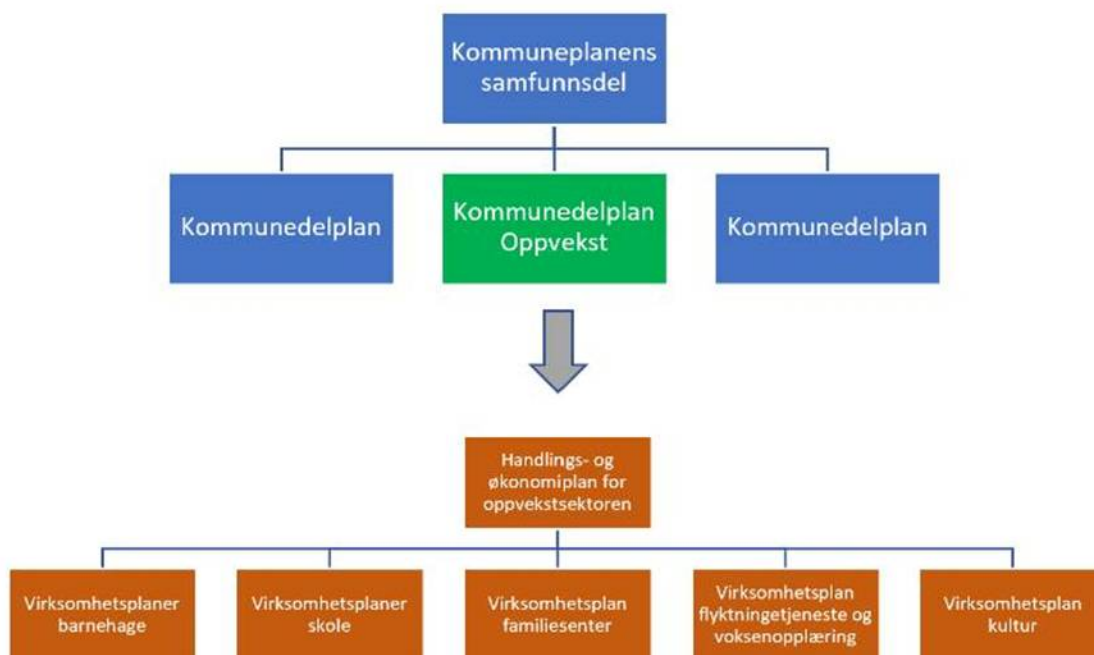 Kommuneplanens
samfunnsdel
Kommunedelplan
Kommunedelplan
Oppvekst
Kommunedelplan
Handlings- og
økonomiplan for
oppvekstsektoren
Virksomhetsplaner
barnehage
Virksomhetsplaner
skole
Virksomhetsplan
familiesenter
Virksomhetsplan
flyktningetjeneste og
voksenopplæring
Virksomhetsplan
kultur